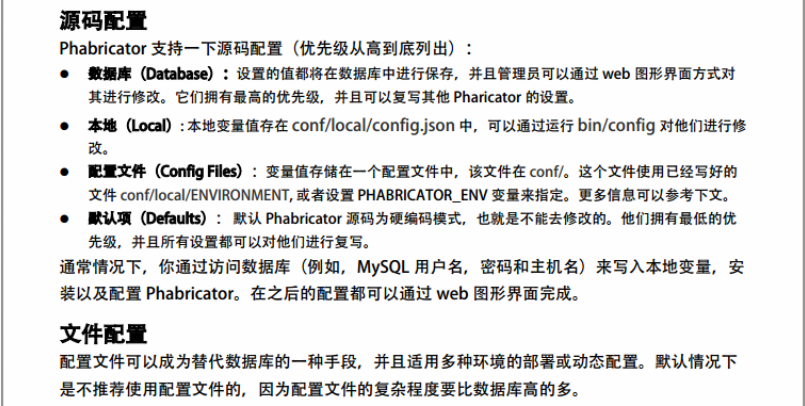 源码配置
Phabricator 支持一下源码配置（优先级从高到底列出）：
● 数据库（Database）：设置的值都将在数据库中进行保存，并且管理员可以通过 web 图形界面方式对
其进行修改。它们拥有最高的优先级，并且可以复写其他 Pharicator 的设置。
● 本地（Local）: 本地变量值存在 conf/local/config.json 中，可以通过运行 bin/config 对他们进行修
改。
● 配置文件（Config Files）：变量值存储在一个配置文件中，该文件在 conf/。这个文件使用已经写好的
文件 conf/local/ENVIRONMENT, 或者设置 PHABRICATOR_ENV 变量来指定。更多信息可以参考下文。
● 默认项（Defaults）： 默认 Phabricator 源码为硬编码模式，也就是不能去修改的。他们拥有最低的优
先级，并且所有设置都可以对他们进行复写。
通常情况下，你通过访问数据库（例如，MySQL 用户名，密码和主机名）来写入本地变量，安
装以及配置 Phabricator。在之后的配置都可以通过 web 图形界面完成。
文件配置
配置文件可以成为替代数据库的一种手段，并且适用多种环境的部署或动态配置。默认情况下
是不推荐使用配置文件的，因为配置文件的复杂程度要比数据库高的多。